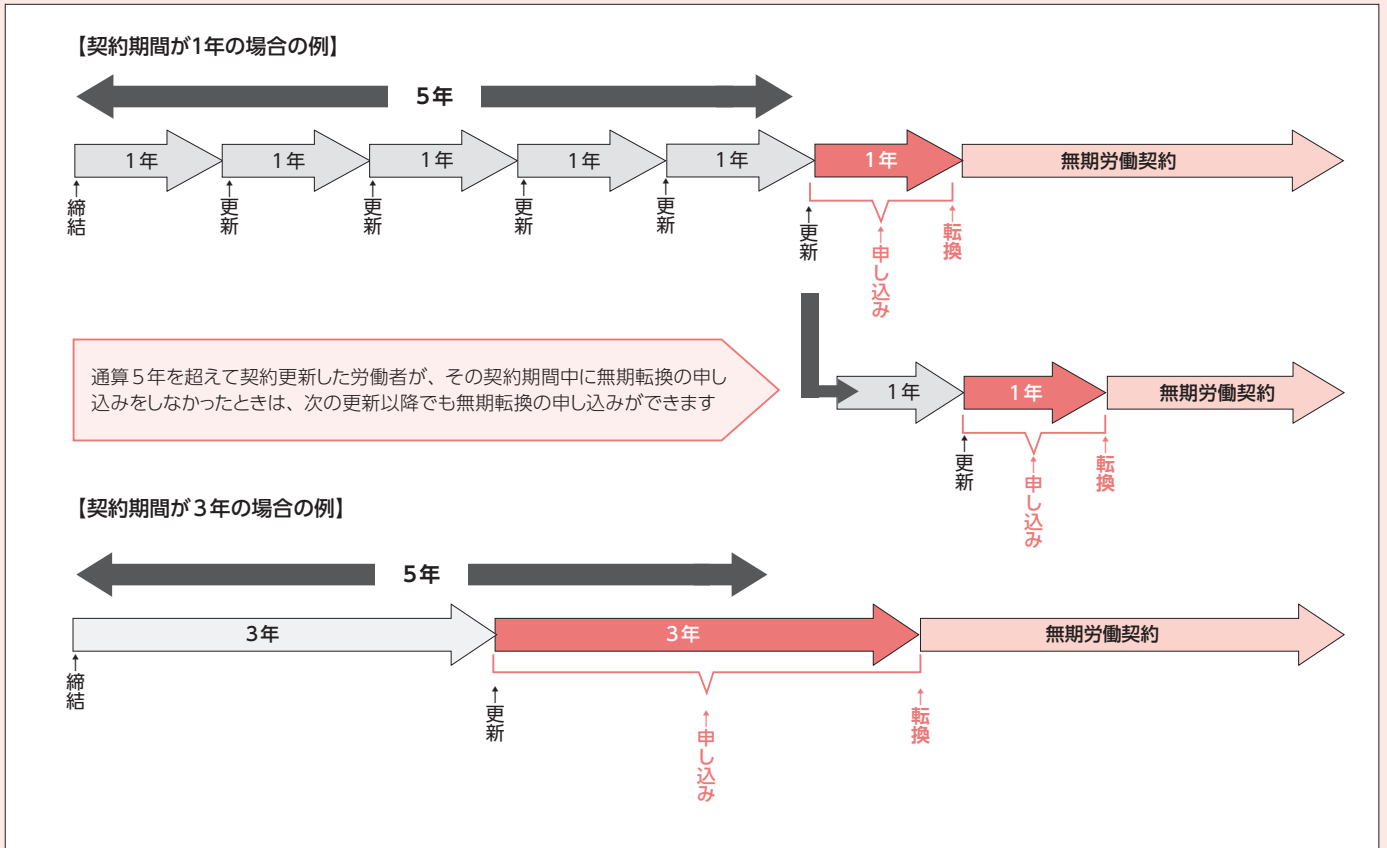 【契約期間が1年の場合の例】
5年
1年
1年
1年
1年
1年
1年
無期労働契約
↑締結
↑更新
↑更新
↑更新
↑更新
↑更新
↑申し込み
↑転換
通算５年を超えて契約更新した労働者が、その契約期間中に無期転換の申し
込みをしなかったときは、次の更新以降でも無期転換の申し込みができます
1年
1年
無期労働契約
↑更新
↑申し込み
↑転換
【契約期間が３年の場合の例】
5年
3年
3年
無期労働契約
↑締結
↑更新
↑申し込み
↑転換